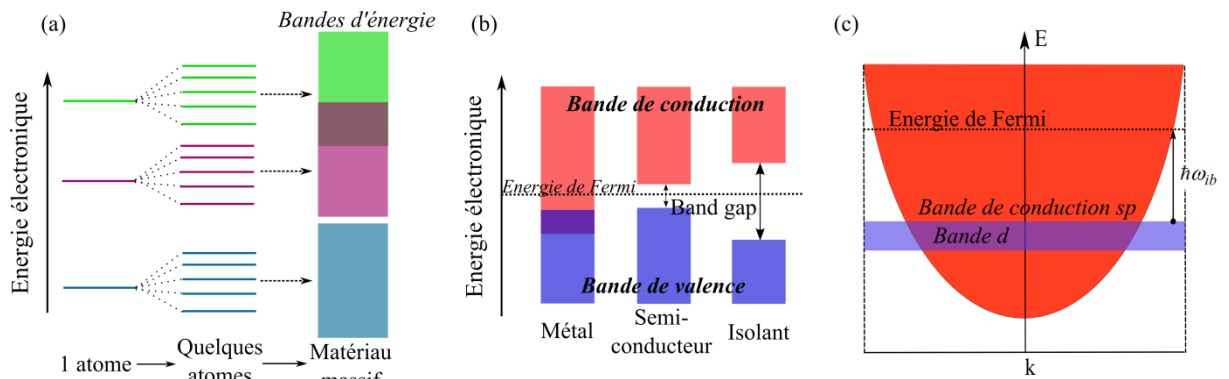 (a)
Bandes d'énergie
Energie électronique
1 atome
Quelques
atomes
Matériau
massif
(b)
Energie électronique
Bande de conduction
Energie de Fermi
Band gap
Bande de valence
Métal
Semi-
conducteur
Isolant
(c)
E
Energie de Fermi
ħω_ib
Bande de conduction sp
Bande d
k